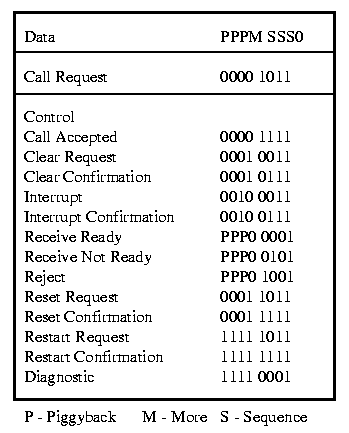 Data PPPM SSS0
Call Request 0000 1011
Control
Call Accepted 0000 1111
Clear Request 0001 0011
Clear Confirmation 0001 0111
Interrupt 0010 0011
Interrupt Confirmation 0010 0111
Receive Ready PPP0 0001
Receive Not Ready PPP0 0101
Reject PPP0 1001
Reset Request 0001 1011
Reset Confirmation 0001 1111
Restart Request 1111 1011
Restart Confirmation 1111 1111
Diagnostic 1111 0001
P - Piggyback M - More S - Sequence